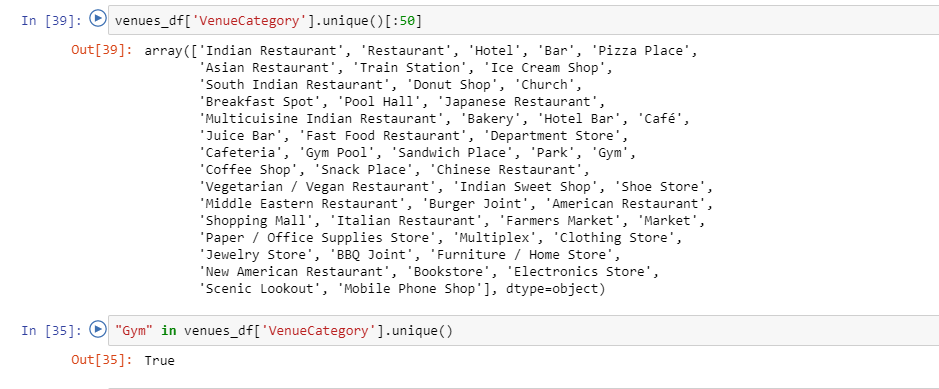 In [39]: venues_df['VenueCategory'].unique()[:50]
Out[39]: array(['Indian Restaurant', 'Restaurant', 'Hotel', 'Bar', 'Pizza Place',
'Asian Restaurant', 'Train Station', 'Ice Cream Shop',
'South Indian Restaurant', 'Donut Shop', 'Church',
'Breakfast Spot', 'Pool Hall', 'Japanese Restaurant',
'Multicuisine Indian Restaurant', 'Bakery', 'Hotel Bar', 'Café',
'Juice Bar', 'Fast Food Restaurant', 'Department Store',
'Cafeteria', 'Gym Pool', 'Sandwich Place', 'Park', 'Gym',
'Coffee Shop', 'Snack Place', 'Chinese Restaurant',
'Vegetarian / Vegan Restaurant', 'Indian Sweet Shop', 'Shoe Store',
'Middle Eastern Restaurant', 'Burger Joint', 'American Restaurant',
'Shopping Mall', 'Italian Restaurant', 'Farmers Market', 'Market',
'Paper / Office Supplies Store', 'Multiplex', 'Clothing Store',
'Jewelry Store', 'BBQ Joint', 'Furniture / Home Store',
'New American Restaurant', 'Bookstore', 'Electronics Store',
'Scenic Lookout', 'Mobile Phone Shop'], dtype=object)
In [35]: "Gym" in venues_df['VenueCategory'].unique()
Out[35]: True